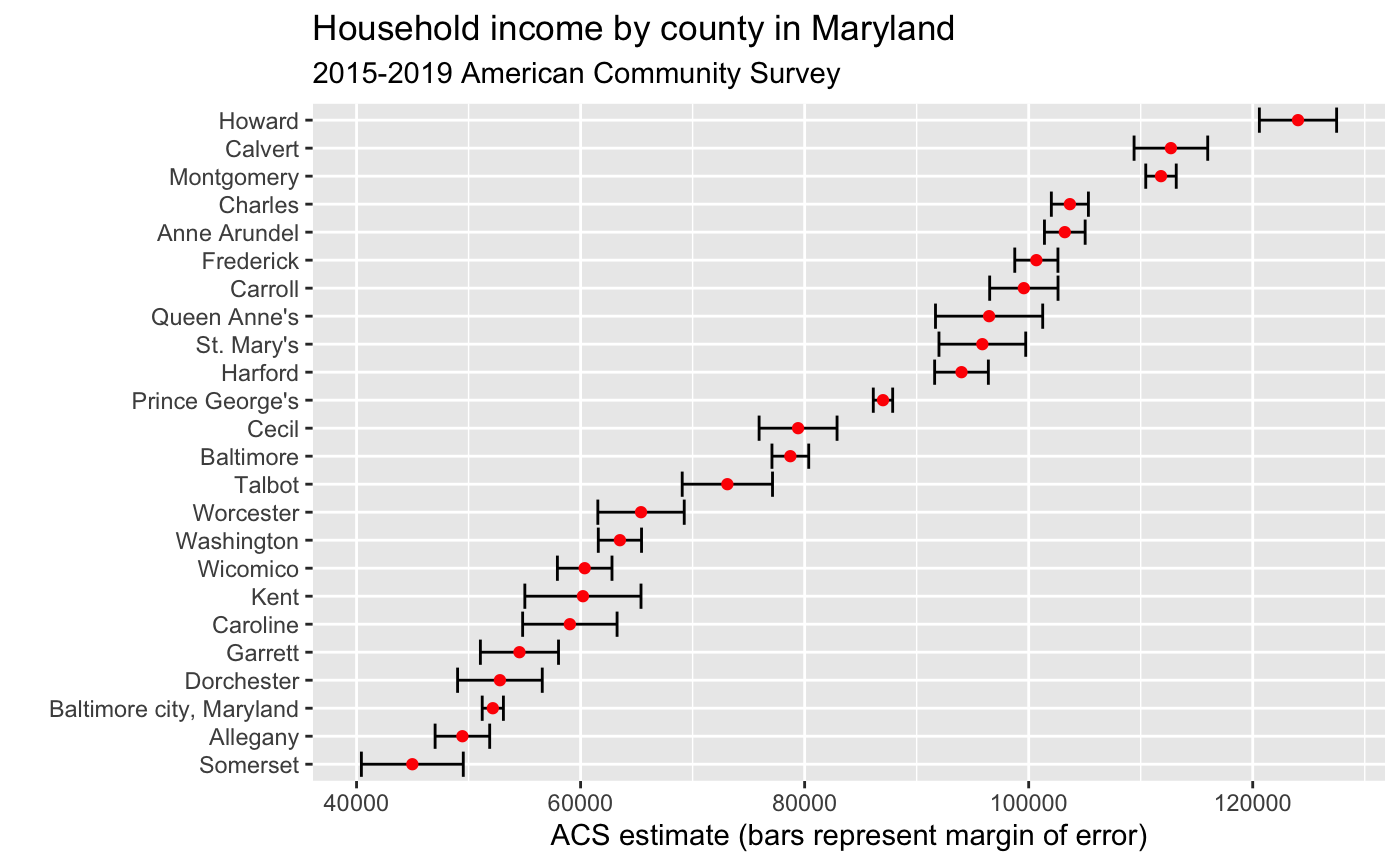 Household income by county in Maryland
2015-2019 American Community Survey
Howard
Calvert
Montgomery
Charles
Anne Arundel
Frederick
Carroll
Queen Anne's
St. Mary's
Harford
Prince George's
Cecil
Baltimore
Talbot
Worcester
Washington
Wicomico
Kent
Caroline
Garrett
Dorchester
Baltimore city, Maryland
Allegany
Somerset
40000 60000 80000 100000 120000
ACS estimate (bars represent margin of error)